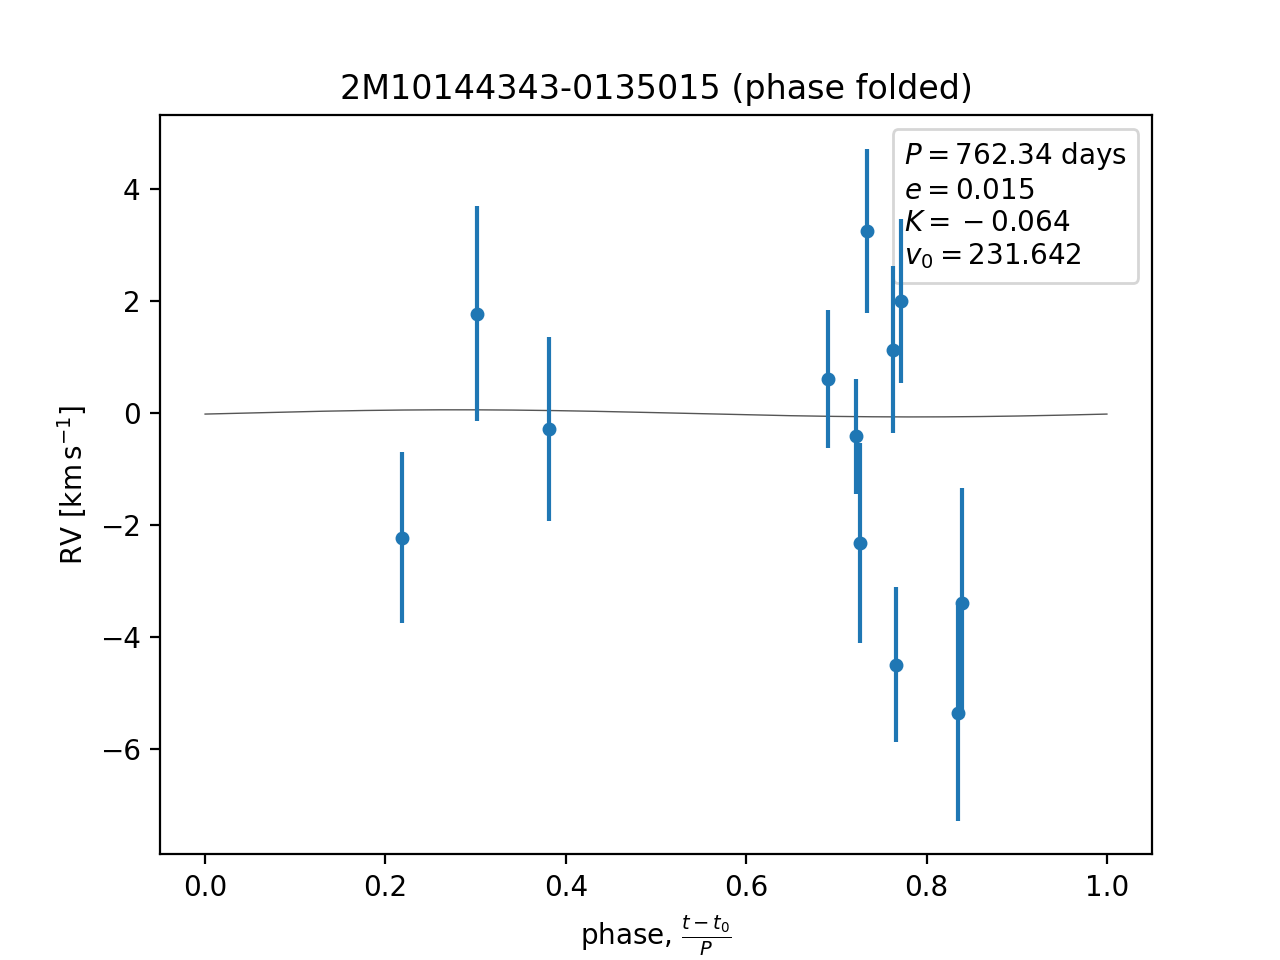 2M10144343-0135015 (phase folded)
P = 762.34 days
e = 0.015
K = −0.064
v₀ = 231.642
RV [km s⁻¹]
4
2
0
−2
−4
−6
0.0 0.2 0.4 0.6 0.8 1.0
phase, (t − t₀)/P